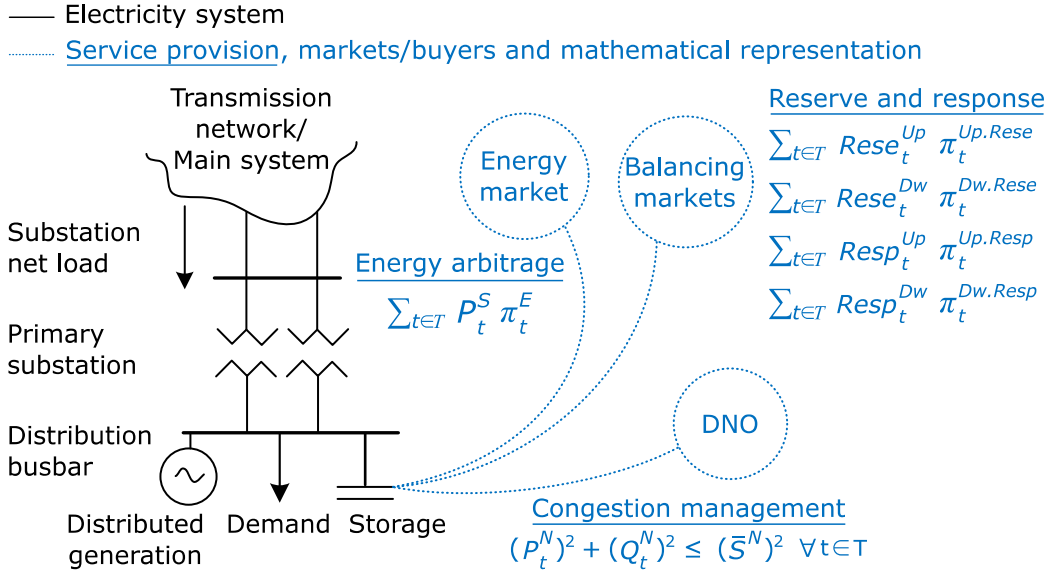 Electricity system
Service provision, markets/buyers and mathematical representation
Transmission
network/
Main system
Substation
net load
Primary
substation
Distribution
busbar
Distributed
generation
Demand
Storage
Energy arbitrage
∑t∈T P_t^S π_t^E
Energy
market
Balancing
markets
Reserve and response
∑t∈T Rese_t^Up π_t^Up.Rese
∑t∈T Rese_t^Dw π_t^Dw.Rese
∑t∈T Resp_t^Up π_t^Up.Resp
∑t∈T Resp_t^Dw π_t^Dw.Resp
DNO
Congestion management
(P_t^N)² + (Q_t^N)² ≤ (S̄^N)² ∀t∈T